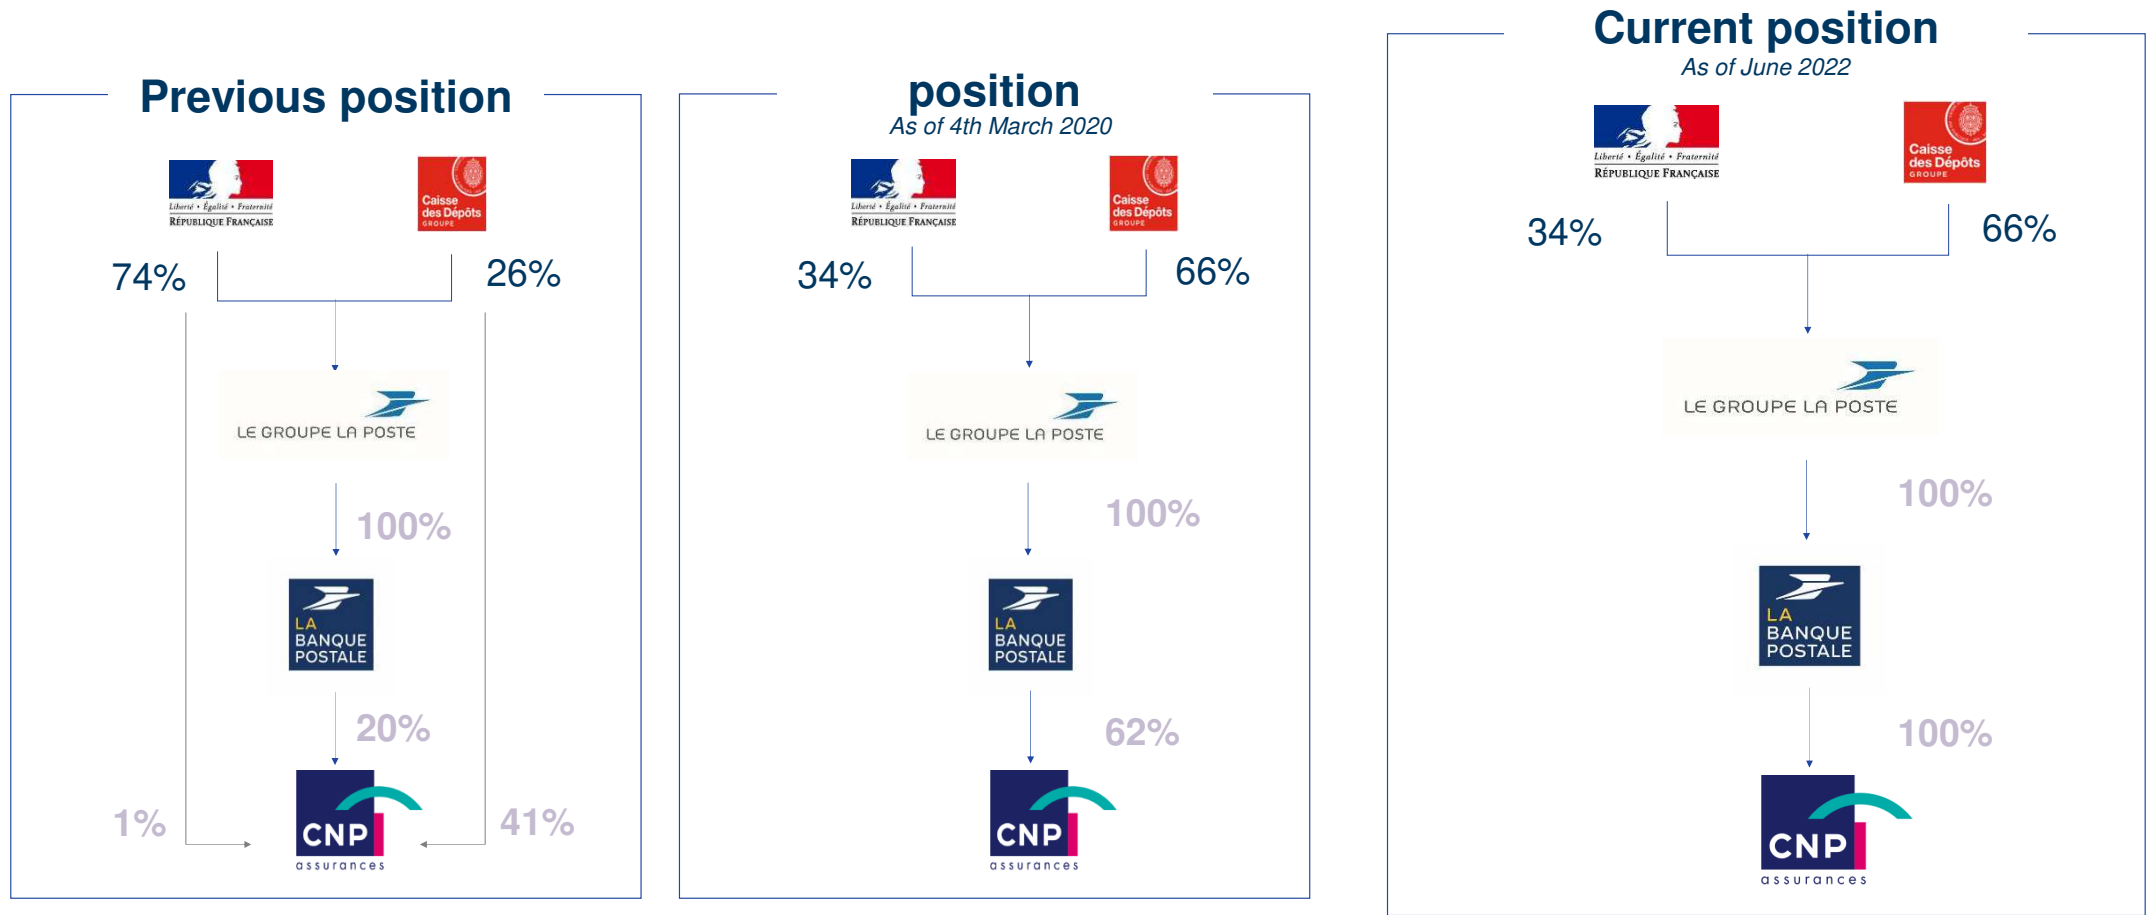 Previous position
Liberté • Égalité • Fraternité
RÉPUBLIQUE FRANÇAISE
Caisse
des Dépôts
GROUPE
74%
26%
LE GROUPE LA POSTE
100%
LA
BANQUE
POSTALE
20%
1%
41%
CNP
assurances
position
As of 4th March 2020
Liberté • Égalité • Fraternité
RÉPUBLIQUE FRANÇAISE
Caisse
des Dépôts
GROUPE
34%
66%
LE GROUPE LA POSTE
100%
LA
BANQUE
POSTALE
62%
CNP
assurances
Current position
As of June 2022
Liberté • Égalité • Fraternité
RÉPUBLIQUE FRANÇAISE
Caisse
des Dépôts
GROUPE
34%
66%
LE GROUPE LA POSTE
100%
LA
BANQUE
POSTALE
100%
CNP
assurances